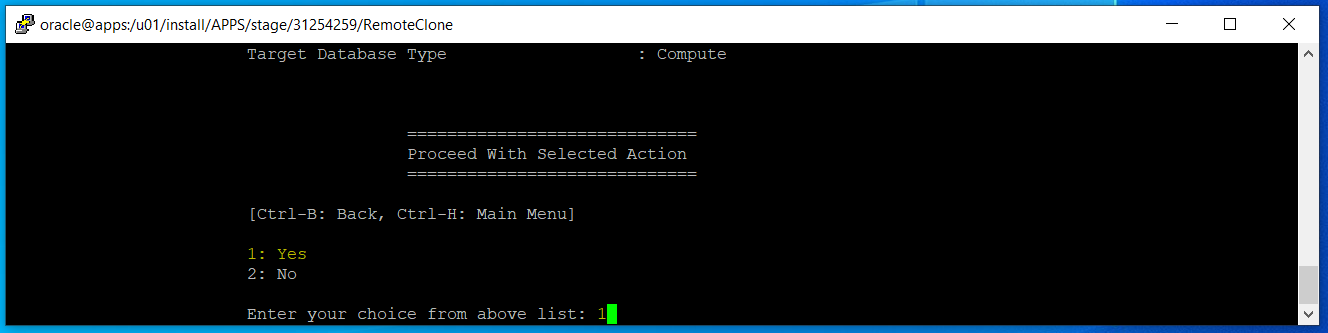 oracle@apps:/u01/install/APPS/stage/31254259/RemoteClone
Target Database Type : Compute
=============================
Proceed With Selected Action
=============================
[Ctrl-B: Back, Ctrl-H: Main Menu]
1: Yes
2: No
Enter your choice from above list: 1